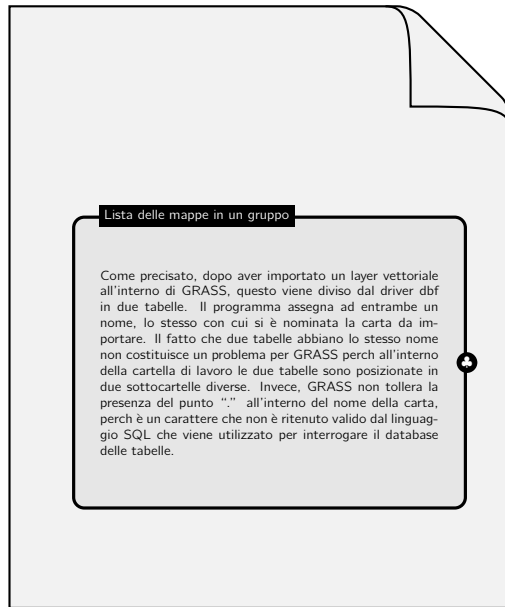 Lista delle mappe in un gruppo
Come precisato, dopo aver importato un layer vettoriale
all'interno di GRASS, questo viene diviso dal driver dbf
in due tabelle. Il programma assegna ad entrambe un
nome, lo stesso con cui si è nominata la carta da im-
portare. Il fatto che due tabelle abbiano lo stesso nome
non costituisce un problema per GRASS perch all'interno
della cartella di lavoro le due tabelle sono posizionate in
due sottocartelle diverse. Invece, GRASS non tollera la
presenza del punto “.” all'interno del nome della carta,
perch è un carattere che non è ritenuto valido dal linguag-
gio SQL che viene utilizzato per interrogare il database
delle tabelle.